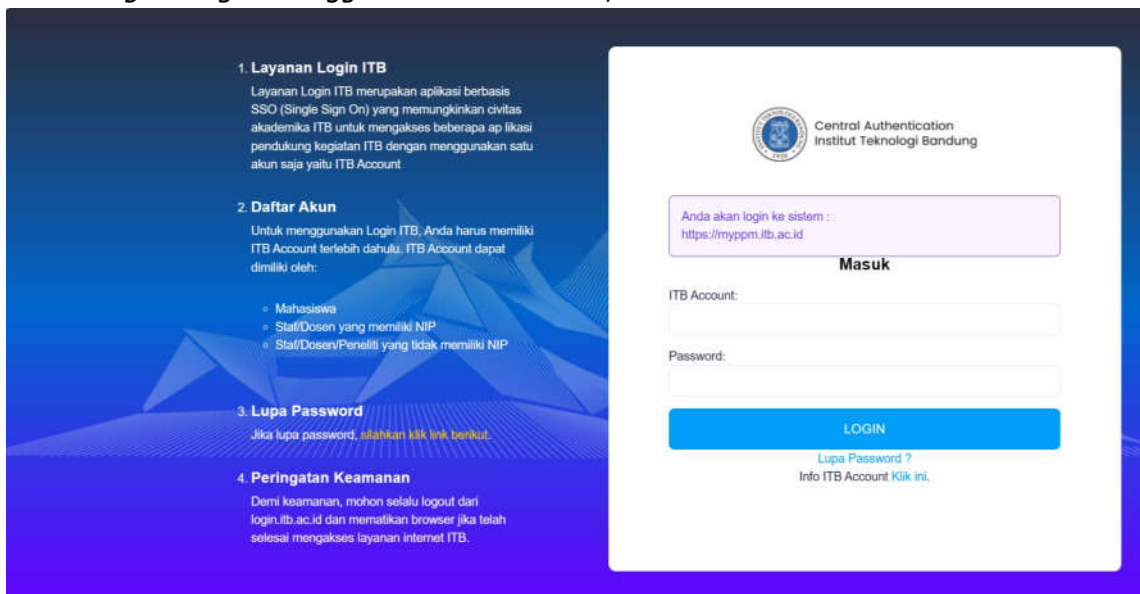 1. Layanan Login ITB
Layanan Login ITB merupakan aplikasi berbasis
SSO (Single Sign On) yang memungkinkan civitas
akademika ITB untuk mengakses beberapa ap likasi
pendukung kegiatan ITB dengan menggunakan satu
akun saja yaitu ITB Account
2. Daftar Akun
Untuk menggunakan Login ITB, Anda harus memiliki
ITB Account terlebih dahulu. ITB Account dapat
dimiliki oleh:
Mahasiswa
Staf/Dosen yang memiliki NIP
Staf/Dosen/Peneliti yang tidak memiliki NIP
3. Lupa Password
Jika lupa password, silahkan klik link berikut.
4. Peringatan Keamanan
Demi keamanan, mohon selalu logout dari
login.itb.ac.id dan mematikan browser jika telah
selesai mengakses layanan internet ITB.
Central Authentication
Institut Teknologi Bandung
Anda akan login ke sistem :
https://myppm.itb.ac.id
Masuk
ITB Account:
Password:
LOGIN
Lupa Password ?
Info ITB Account Klik ini.